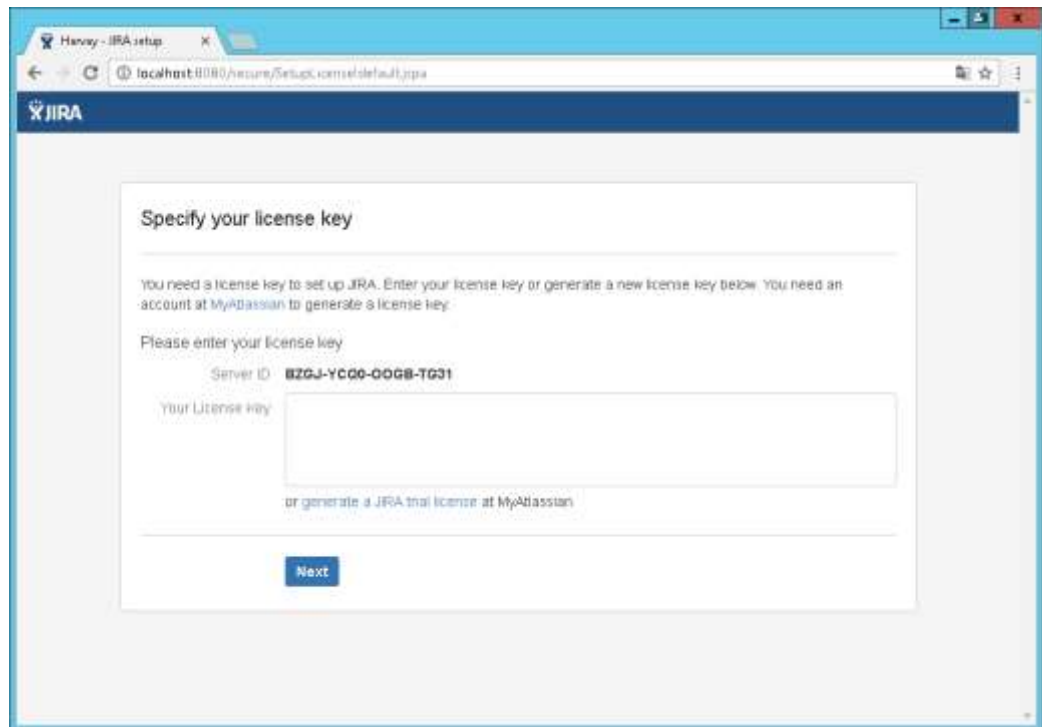 Harvey - JIRA setup
localhost:8080/secure/SetupLicense!default.jspa
JIRA
Specify your license key
You need a license key to set up JIRA. Enter your license key or generate a new license key below. You need an
account at MyAtlassian to generate a license key.
Please enter your license key
Server ID BZGJ-YCQ0-OOGB-TG31
Your License Key
or generate a JIRA trial license at MyAtlassian
Next